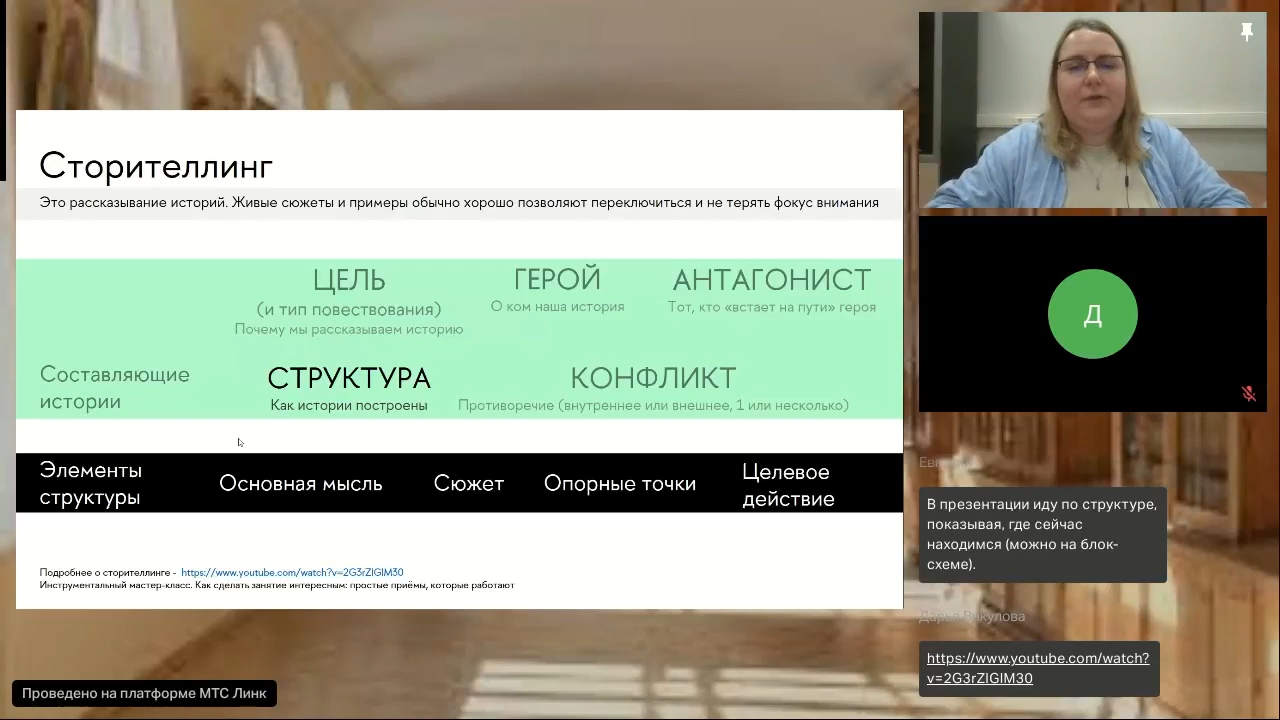 Сторителлинг
Это рассказывание историй. Живые сюжеты и примеры обычно хорошо позволяют переключиться и не терять фокус внимания
ЦЕЛЬ
(и тип повествования)
Почему мы рассказываем историю
ГЕРОЙ
О ком наша история
АНТАГОНИСТ
Тот, кто «встает на пути» героя
Составляющие
истории
СТРУКТУРА
Как истории построены
КОНФЛИКТ
Противоречие (внутреннее или внешнее, 1 или несколько)
Элементы
структуры
Основная мысль
Сюжет
Опорные точки
Целевое
действие
Подробнее о сторителлинге - https://www.youtube.com/watch?v=2G3rZIGIM30
Инструментальный мастер-класс. Как сделать занятие интересным: простые приёмы, которые работают
Проведено на платформе МТС Линк
Д
В презентации иду по структуре,
показывая, где сейчас
находимся (можно на блок-
схеме).
https://www.youtube.com/watch?
v=2G3rZIGIM30